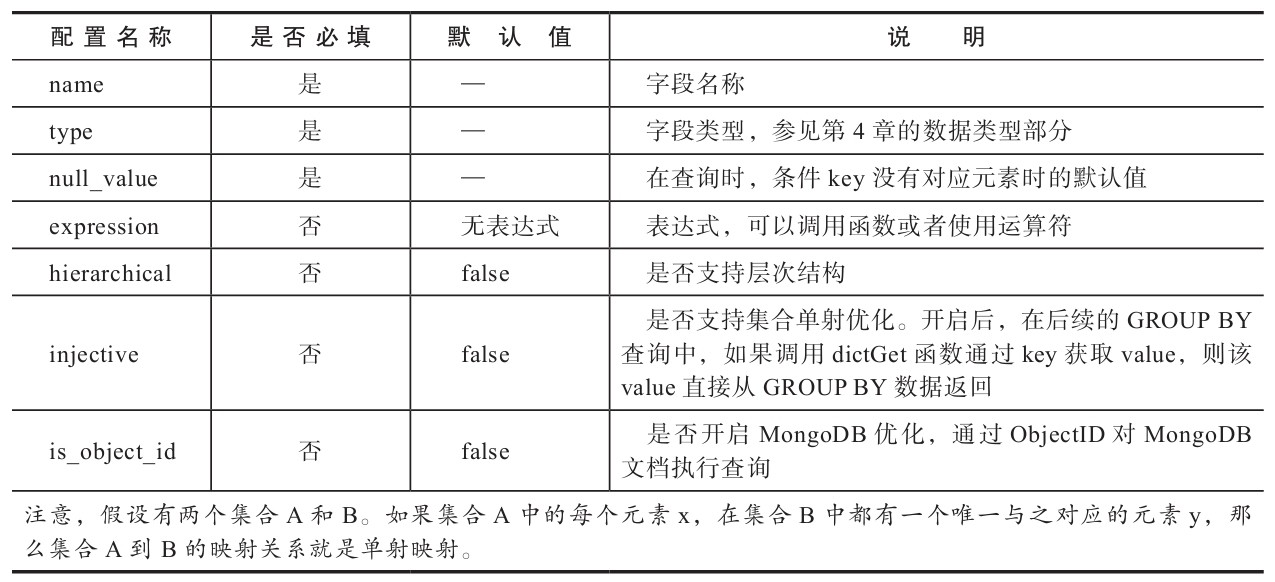 配置名称 是否必填 默认值 说明
name 是 — 字段名称
type 是 — 字段类型，参见第 4 章的数据类型部分
null_value 是 — 在查询时，条件 key 没有对应元素时的默认值
expression 否 无表达式 表达式，可以调用函数或者使用运算符
hierarchical 否 false 是否支持层次结构
injective 否 false 是否支持集合单射优化。开启后，在后续的 GROUP BY
查询中，如果调用 dictGet 函数通过 key 获取 value，则该
value 直接从 GROUP BY 数据返回
is_object_id 否 false 是否开启 MongoDB 优化，通过 ObjectID 对 MongoDB
文档执行查询
注意，假设有两个集合 A 和 B。如果集合 A 中的每个元素 x，在集合 B 中都有一个唯一与之对应的元素 y，那
么集合 A 到 B 的映射关系就是单射映射。